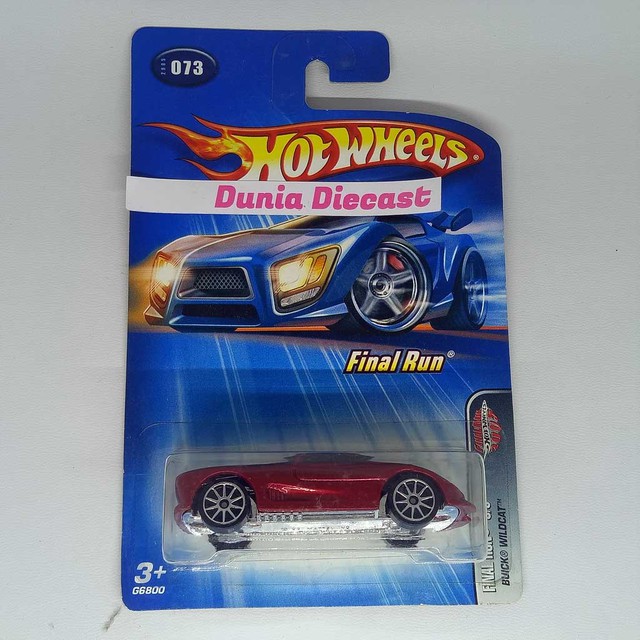 2005
073
HOT WHEELS®
Dunia Diecast
Final Run®
BUICK® WILDCAT™
3+
G6800